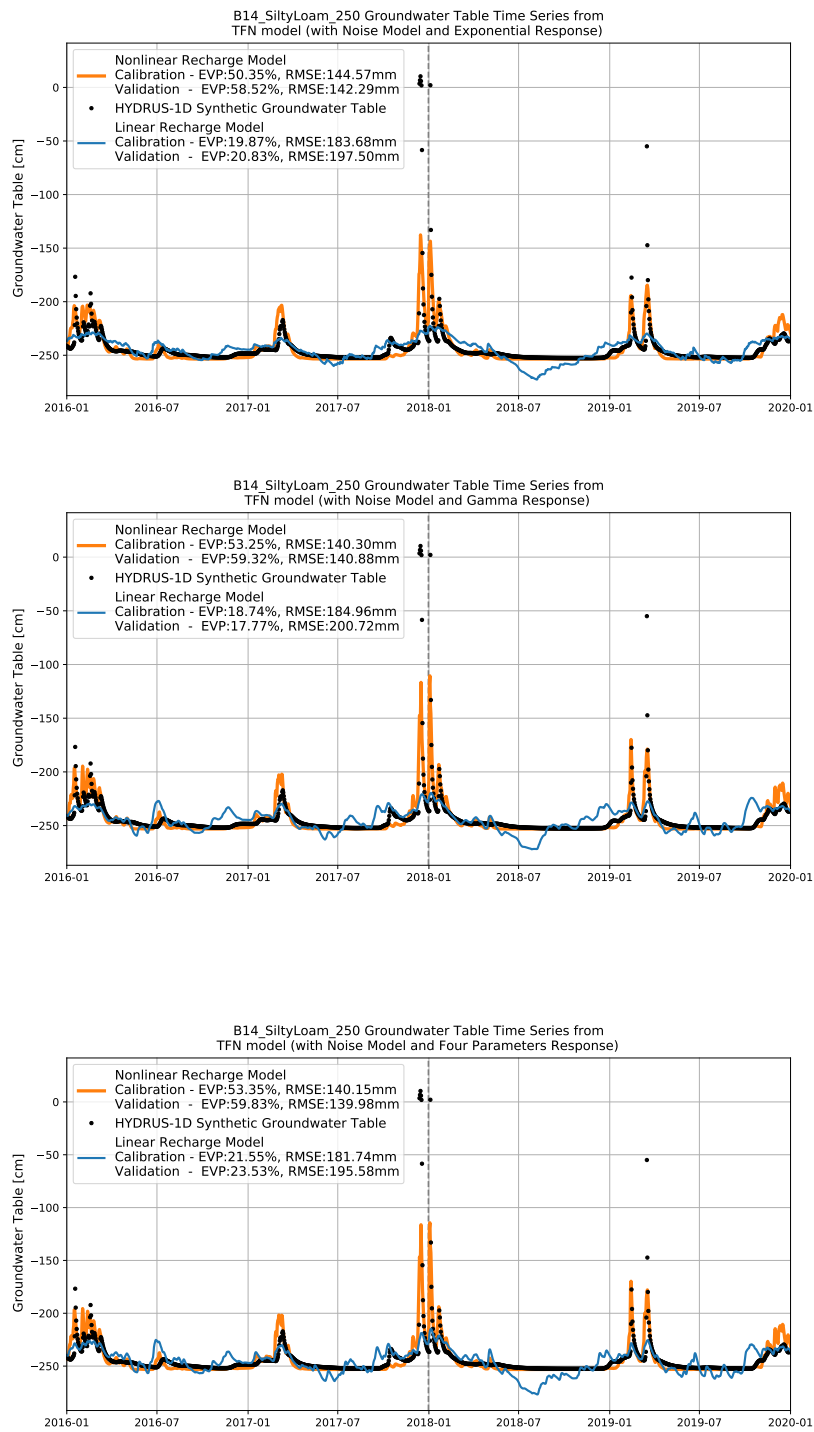 B14_SiltyLoam_250 Groundwater Table Time Series from
TFN model (with Noise Model and Exponential Response)
Nonlinear Recharge Model
Calibration - EVP:50.35%, RMSE:144.57mm
Validation  -  EVP:58.52%, RMSE:142.29mm
HYDRUS-1D Synthetic Groundwater Table
Linear Recharge Model
Calibration - EVP:19.87%, RMSE:183.68mm
Validation  -  EVP:20.83%, RMSE:197.50mm
Groundwater Table [cm]
0
−50
−100
−150
−200
−250
2016-01 2016-07 2017-01 2017-07 2018-01 2018-07 2019-01 2019-07 2020-01
B14_SiltyLoam_250 Groundwater Table Time Series from
TFN model (with Noise Model and Gamma Response)
Nonlinear Recharge Model
Calibration - EVP:53.25%, RMSE:140.30mm
Validation  -  EVP:59.32%, RMSE:140.88mm
HYDRUS-1D Synthetic Groundwater Table
Linear Recharge Model
Calibration - EVP:18.74%, RMSE:184.96mm
Validation  -  EVP:17.77%, RMSE:200.72mm
Groundwater Table [cm]
0
−50
−100
−150
−200
−250
2016-01 2016-07 2017-01 2017-07 2018-01 2018-07 2019-01 2019-07 2020-01
B14_SiltyLoam_250 Groundwater Table Time Series from
TFN model (with Noise Model and Four Parameters Response)
Nonlinear Recharge Model
Calibration - EVP:53.35%, RMSE:140.15mm
Validation  -  EVP:59.83%, RMSE:139.98mm
HYDRUS-1D Synthetic Groundwater Table
Linear Recharge Model
Calibration - EVP:21.55%, RMSE:181.74mm
Validation  -  EVP:23.53%, RMSE:195.58mm
Groundwater Table [cm]
0
−50
−100
−150
−200
−250
2016-01 2016-07 2017-01 2017-07 2018-01 2018-07 2019-01 2019-07 2020-01